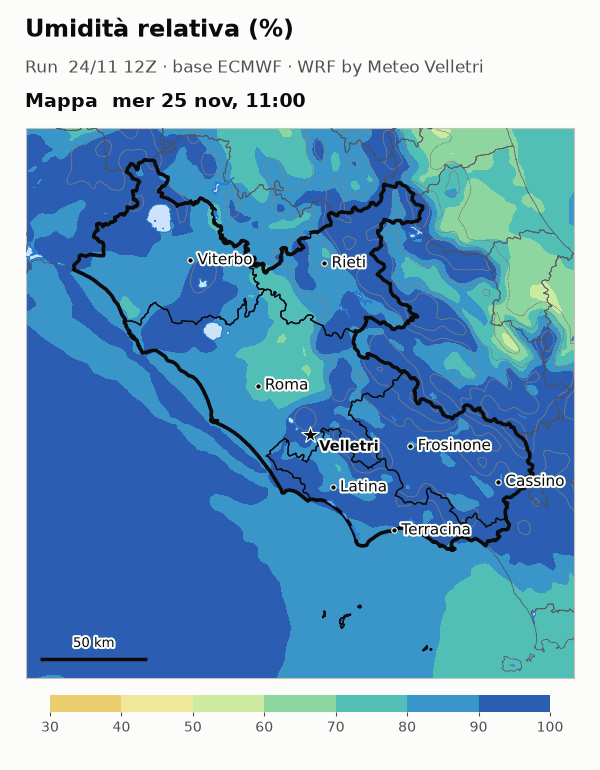 Umidità relativa (%)
Run  24/11 12Z · base ECMWF · WRF by Meteo Velletri
Mappa  mer 25 nov, 11:00
Viterbo
Rieti
Roma
Velletri
Frosinone
Cassino
Latina
Terracina
50 km
30 40 50 60 70 80 90 100